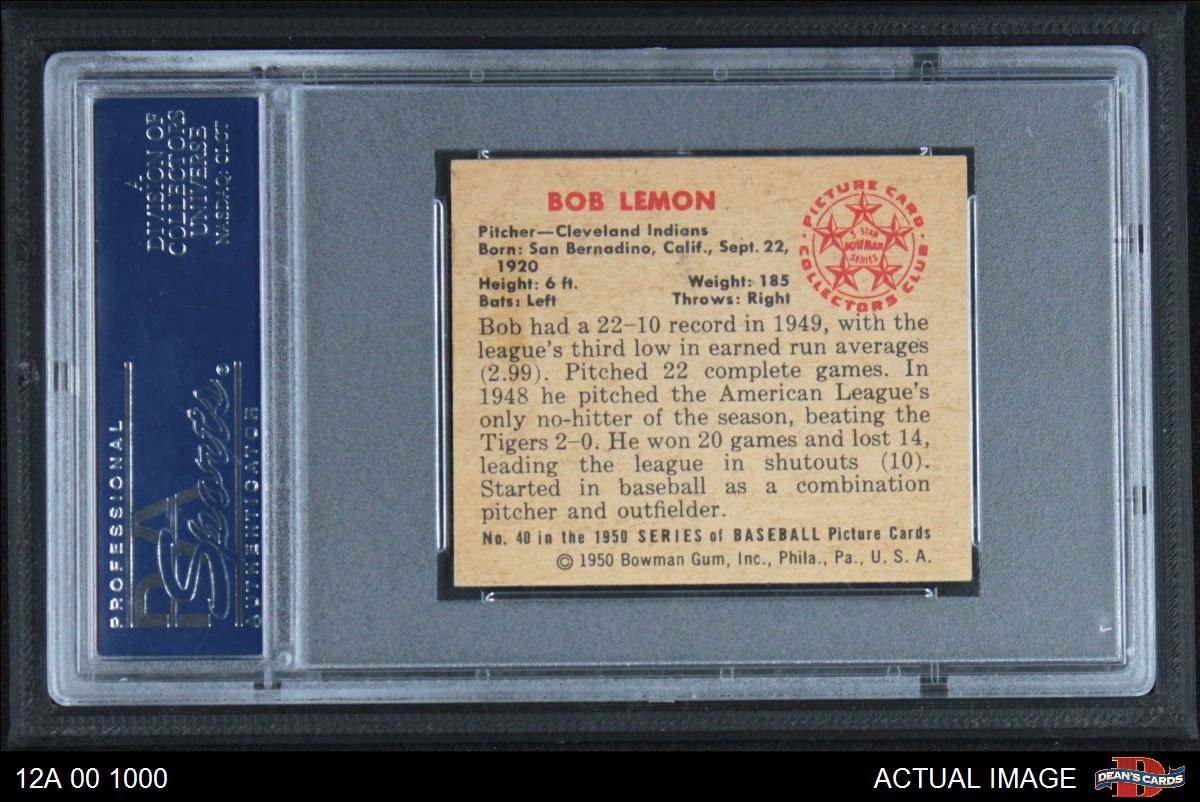 A
DIVISION OF
COLLECTORS
UNIVERSE
NASDAQ: CLCT
PROFESSIONAL
PSA
Sports®
AUTHENTICATOR
BOB LEMON
Pitcher—Cleveland Indians
Born: San Bernadino, Calif., Sept. 22,
1920
Height: 6 ft. Weight: 185
Bats: Left Throws: Right
PICTURE CARD
COLLECTORS CLUB
5-STAR
BOWMAN
SERIES
Bob had a 22–10 record in 1949, with the
league's third low in earned run averages
(2.99). Pitched 22 complete games. In
1948 he pitched the American League's
only no-hitter of the season, beating the
Tigers 2–0. He won 20 games and lost 14,
leading the league in shutouts (10).
Started in baseball as a combination
pitcher and outfielder.
No. 40 in the 1950 SERIES of BASEBALL Picture Cards
© 1950 Bowman Gum, Inc., Phila., Pa., U. S. A.
12A 00 1000
ACTUAL IMAGE
DEAN'S CARDS